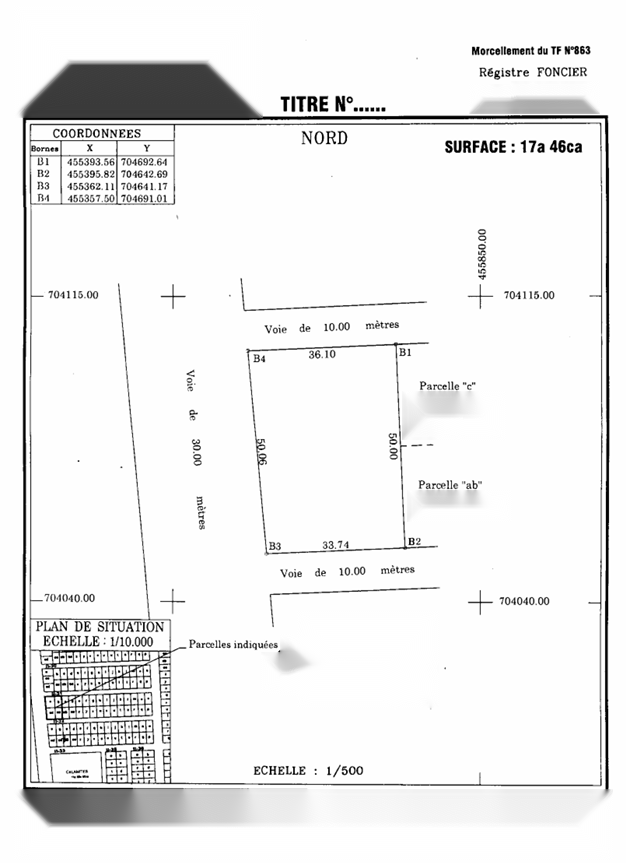 Morcellement du TF N°863
Régistre FONCIER
TITRE N°......
COORDONNEES
Bornes X Y
B1 455393.56 704692.64
B2 455395.82 704642.69
B3 455362.11 704641.17
B4 455357.50 704691.01
NORD
SURFACE : 17a 46ca
455850.00
704115.00
704115.00
Voie de 10.00 mètres
B4
36.10
B1
Voie de 30.00 mètres
Parcelle "c"
50.06
50.00
Parcelle "ab"
B3
33.74
B2
Voie de 10.00 mètres
704040.00
704040.00
PLAN DE SITUATION
ECHELLE : 1/10.000
Parcelles indiquées
ECHELLE : 1/500